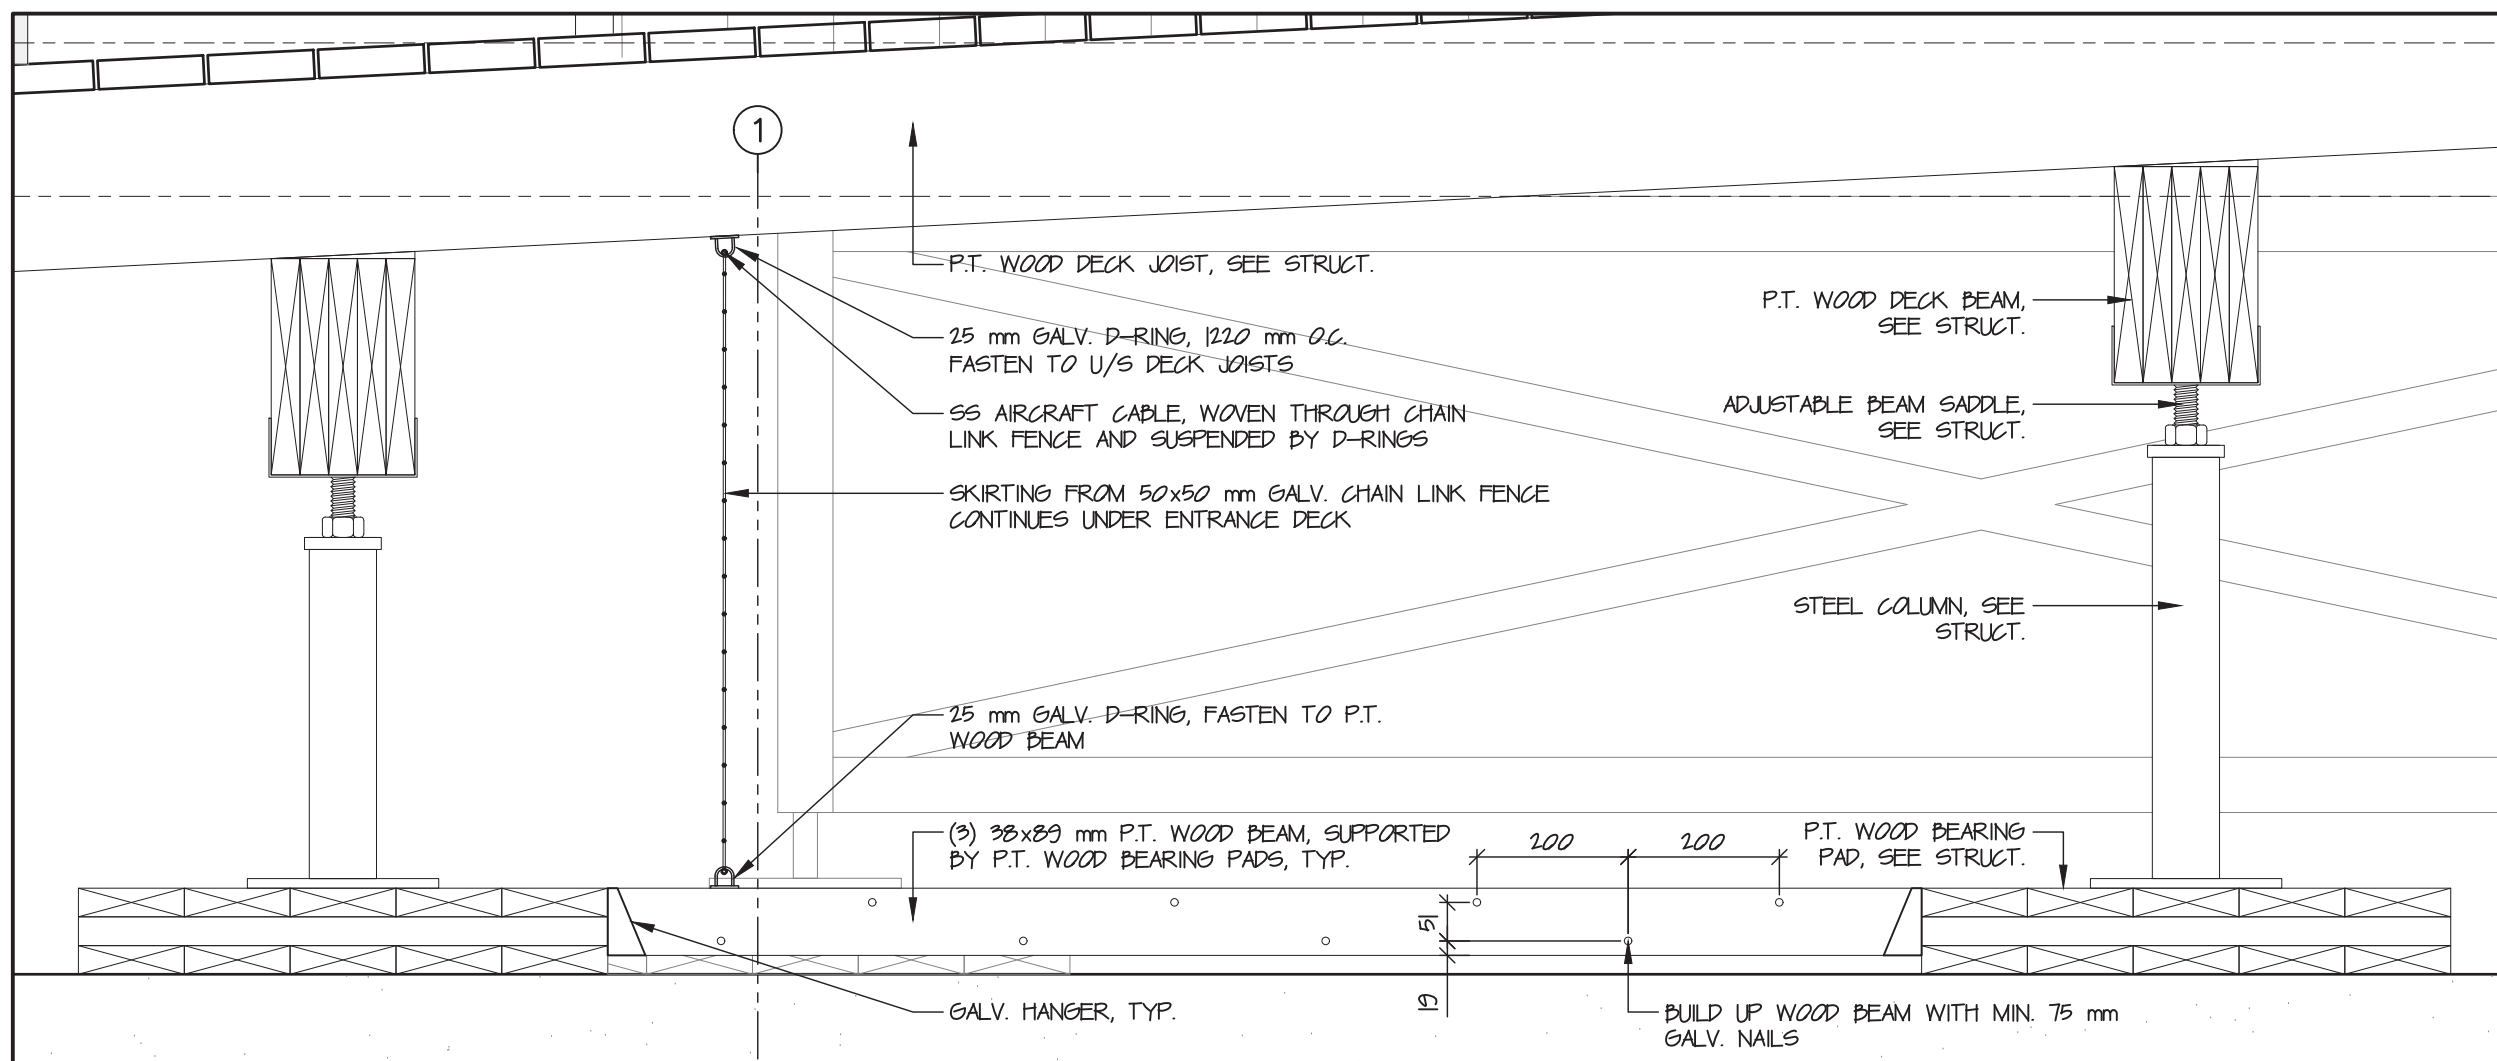 1
P.T. WOOD DECK JOIST, SEE STRUCT.
P.T. WOOD DECK BEAM,
SEE STRUCT.
25 mm GALV. D-RING, 1220 mm O.C.
FASTEN TO U/S DECK JOISTS
ADJUSTABLE BEAM SADDLE,
SEE STRUCT.
SS AIRCRAFT CABLE, WOVEN THROUGH CHAIN
LINK FENCE AND SUSPENDED BY D-RINGS
SKIRTING FROM 50x50 mm GALV. CHAIN LINK FENCE
CONTINUES UNDER ENTRANCE DECK
STEEL COLUMN, SEE
STRUCT.
25 mm GALV. D-RING, FASTEN TO P.T.
WOOD BEAM
(3) 38x89 mm P.T. WOOD BEAM, SUPPORTED
BY P.T. WOOD BEARING PADS, TYP.
200
200
P.T. WOOD BEARING
PAD, SEE STRUCT.
51
19
GALV. HANGER, TYP.
BUILD UP WOOD BEAM WITH MIN. 75 mm
GALV. NAILS